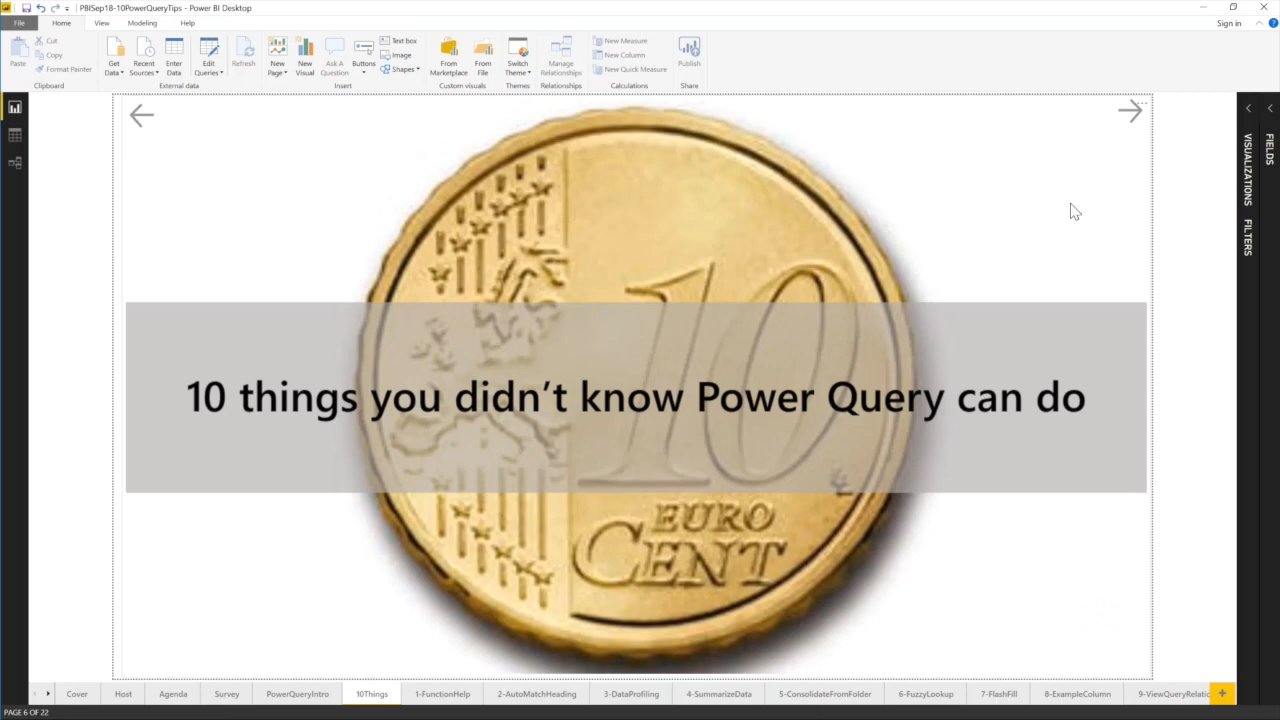 PBISep18-10PowerQueryTips - Power BI Desktop
File Home View Modeling Help Sign in
Paste
Cut
Copy
Format Painter
Clipboard
Get Data
Recent Sources
Enter Data
Edit Queries
Refresh
External data
New Page
New Visual
Ask A Question
Buttons
Text box
Image
Shapes
Insert
From Marketplace
From File
Custom visuals
Switch Theme
Themes
Manage Relationships
Relationships
New Measure
New Column
New Quick Measure
Calculations
Publish
Share
10
10 things you didn't know Power Query can do
EURO
CENT
VISUALIZATIONS
FILTERS
FIELDS
Cover Host Agenda Survey PowerQueryIntro 10Things 1-FunctionHelp 2-AutoMatchHeading 3-DataProfiling 4-SummarizeData 5-ConsolidateFromFolder 6-FuzzyLookup 7-FlashFill 8-ExampleColumn 9-ViewQueryRelatic
PAGE 6 OF 22